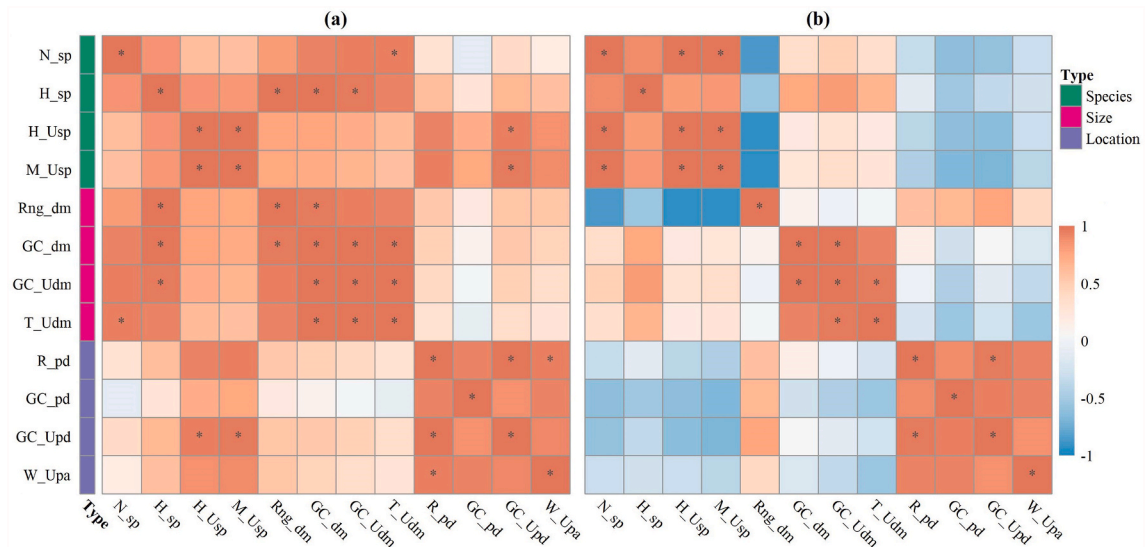 (a) (b)
N_sp
H_sp
H_Usp
M_Usp
Rng_dm
GC_dm
GC_Udm
T_Udm
R_pd
GC_pd
GC_Upd
W_Upa
Type
N_sp H_sp H_Usp M_Usp Rng_dm GC_dm GC_Udm T_Udm R_pd GC_pd GC_Upd W_Upa
N_sp H_sp H_Usp M_Usp Rng_dm GC_dm GC_Udm T_Udm R_pd GC_pd GC_Upd W_Upa
Type
Species
Size
Location
1
0.5
0
-0.5
-1